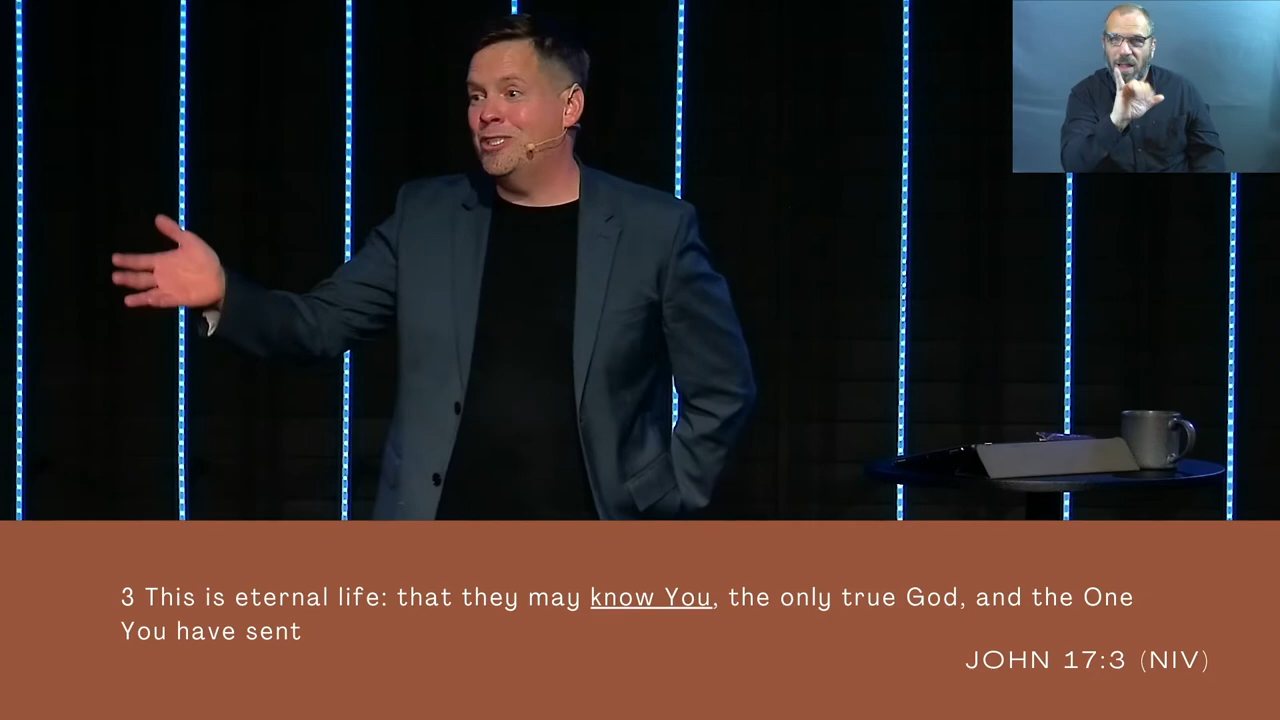 3 This is eternal life: that they may know You, the only true God, and the One
You have sent
JOHN 17:3 (NIV)